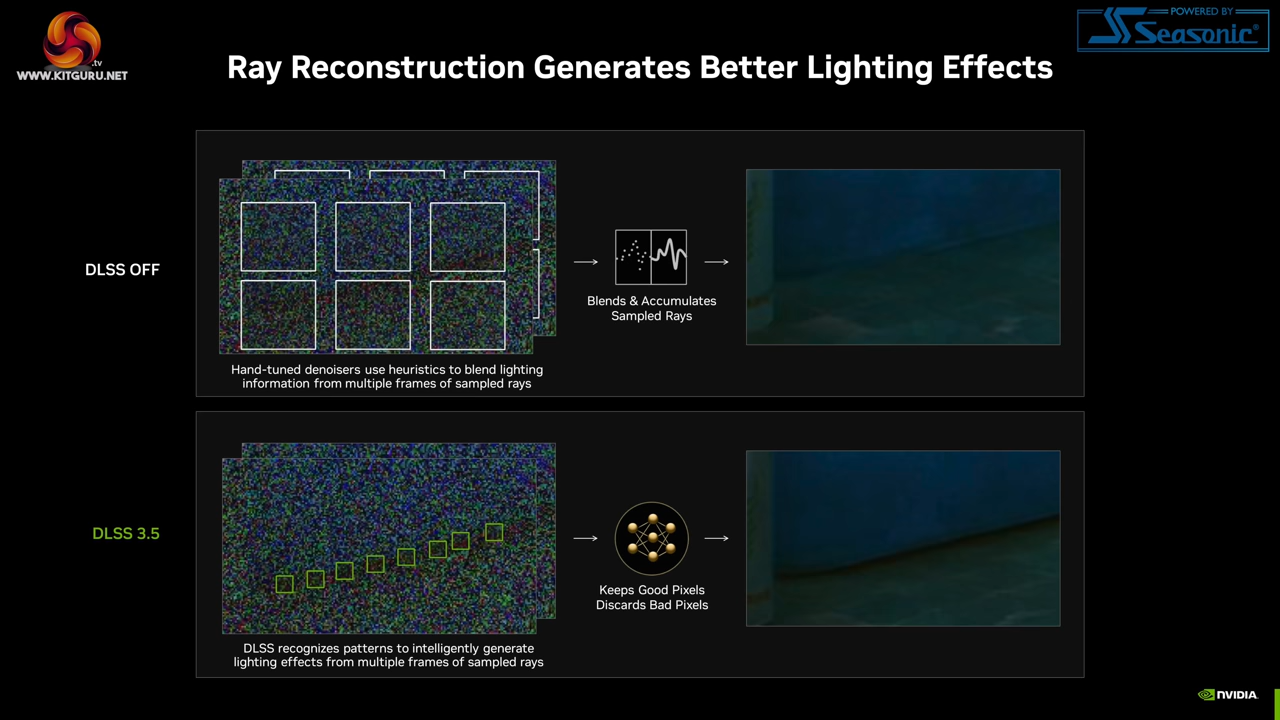 .tv
WWW.KITGURU.NET
POWERED BY
Seasonic®
Ray Reconstruction Generates Better Lighting Effects
DLSS OFF
Blends & Accumulates
Sampled Rays
Hand-tuned denoisers use heuristics to blend lighting
information from multiple frames of sampled rays
DLSS 3.5
Keeps Good Pixels
Discards Bad Pixels
DLSS recognizes patterns to intelligently generate
lighting effects from multiple frames of sampled rays
NVIDIA.